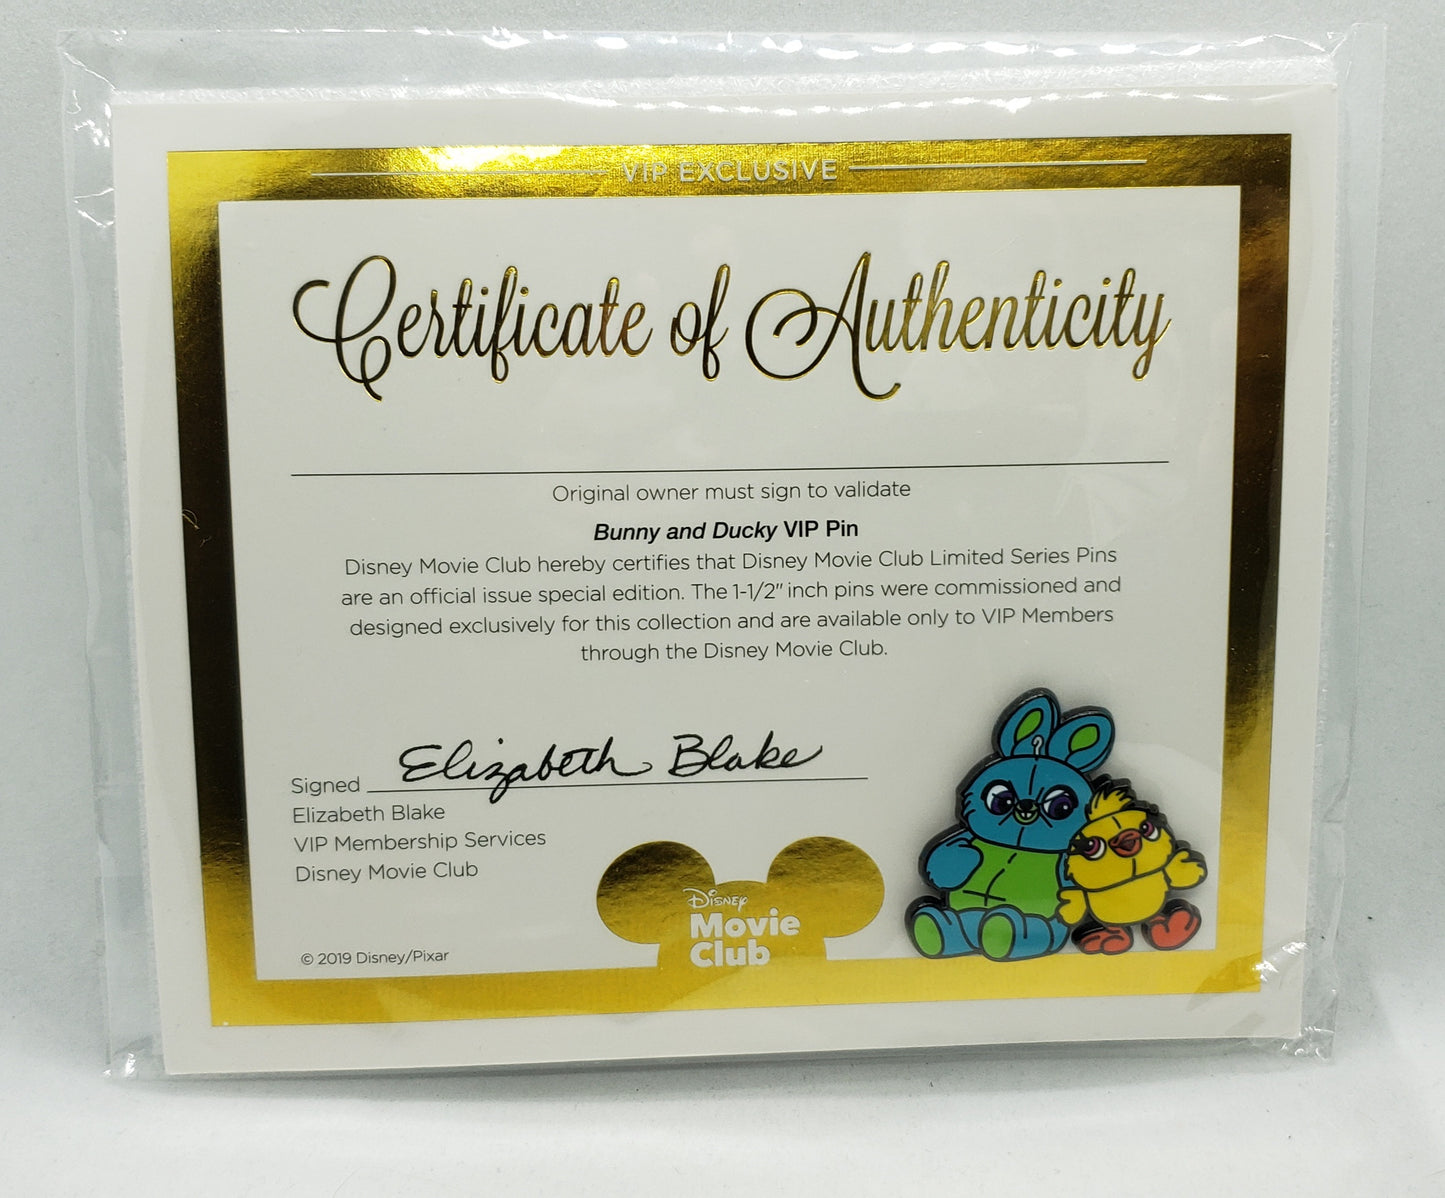 VIP EXCLUSIVE
Certificate of Authenticity
Original owner must sign to validate
Bunny and Ducky VIP Pin
Disney Movie Club hereby certifies that Disney Movie Club Limited Series Pins
are an official issue special edition. The 1-1/2" inch pins were commissioned and
designed exclusively for this collection and are available only to VIP Members
through the Disney Movie Club.
Signed Elizabeth Blake
Elizabeth Blake
VIP Membership Services
Disney Movie Club
Disney
Movie
Club
© 2019 Disney/Pixar